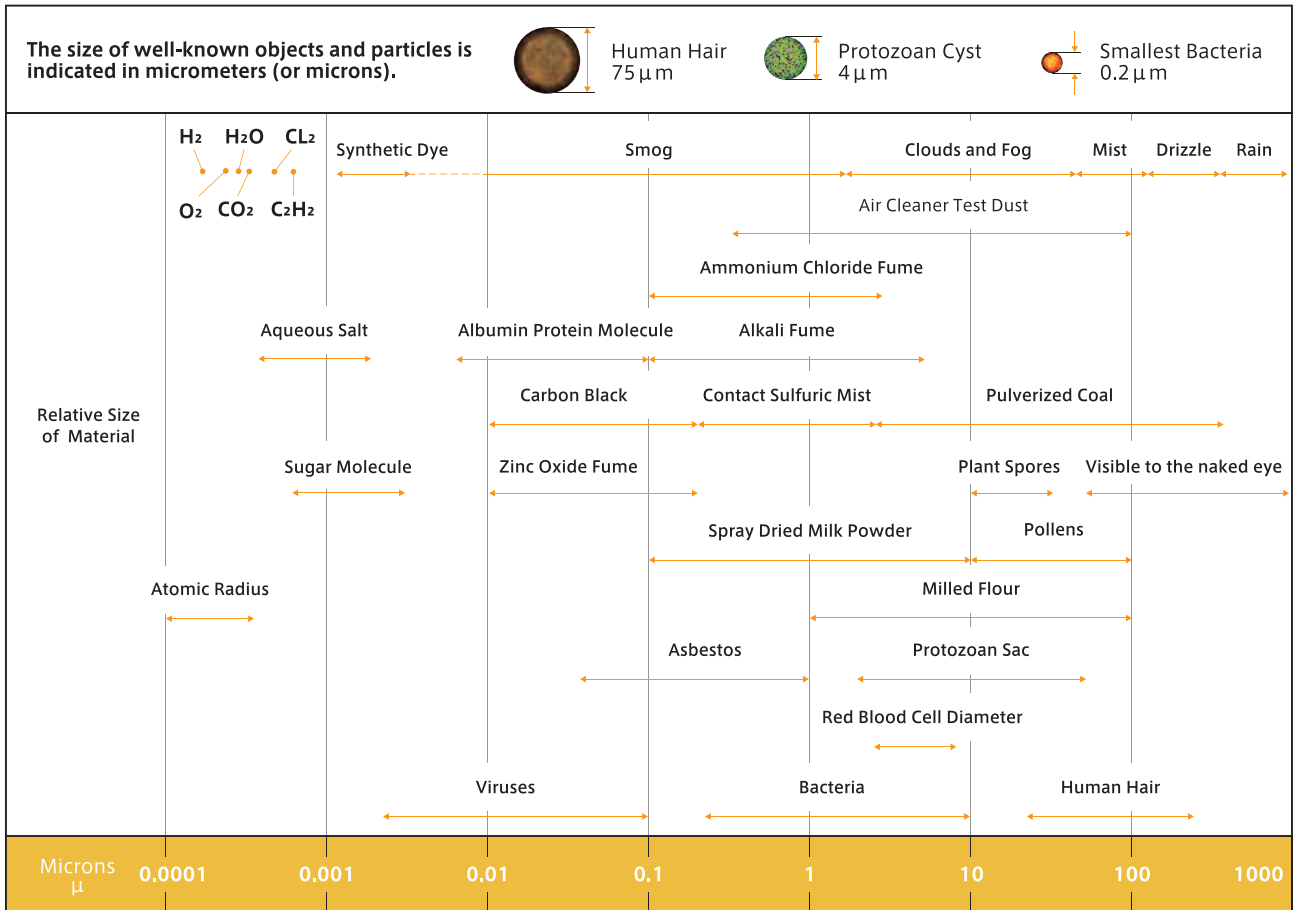 The size of well-known objects and particles is
indicated in micrometers (or microns).
Human Hair
75 µm
Protozoan Cyst
4 µm
Smallest Bacteria
0.2 µm
H₂ H₂O CL₂
O₂ CO₂ C₂H₂
Synthetic Dye
Smog
Clouds and Fog
Mist
Drizzle
Rain
Air Cleaner Test Dust
Ammonium Chloride Fume
Aqueous Salt
Albumin Protein Molecule
Alkali Fume
Carbon Black
Contact Sulfuric Mist
Pulverized Coal
Relative Size
of Material
Sugar Molecule
Zinc Oxide Fume
Plant Spores
Visible to the naked eye
Spray Dried Milk Powder
Pollens
Atomic Radius
Milled Flour
Asbestos
Protozoan Sac
Red Blood Cell Diameter
Viruses
Bacteria
Human Hair
Microns
µ
0.0001 0.001 0.01 0.1 1 10 100 1000